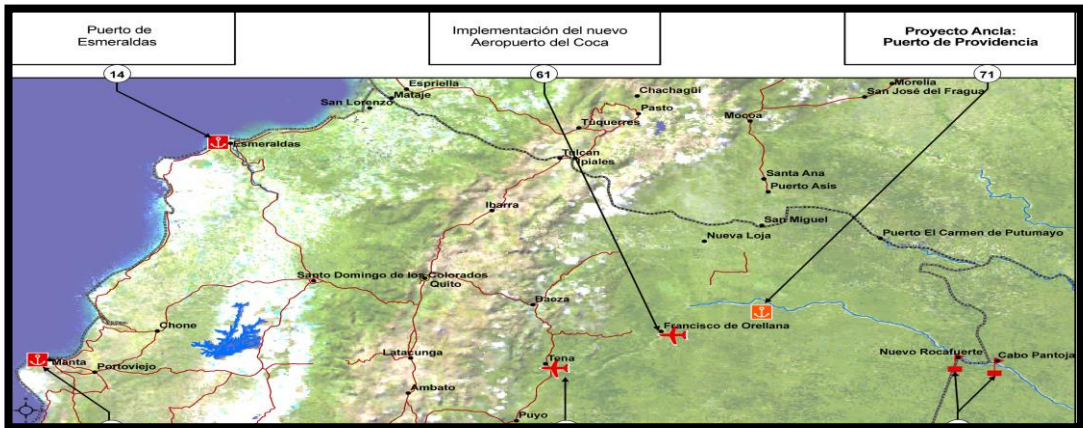 Puerto de
Esmeraldas
Implementación del nuevo
Aeropuerto del Coca
Proyecto Ancla:
Puerto de Providencia
14
61
71
Espriella
Mataje
San Lorenzo
Chachagüí
Pasto
Túquerres
Morelia
San José del Fragua
Mocoa
Esmeraldas
Tulcán
Ipiales
Santa Ana
Puerto Asis
Ibarra
San Miguel
Nueva Loja
Puerto El Carmen de Putumayo
Santo Domingo de los Colorados
Quito
Baeza
Chone
Francisco de Orellana
Manta
Portoviejo
Latacunga
Tena
Nuevo Rocafuerte
Cabo Pantoja
Ambato
Puyo